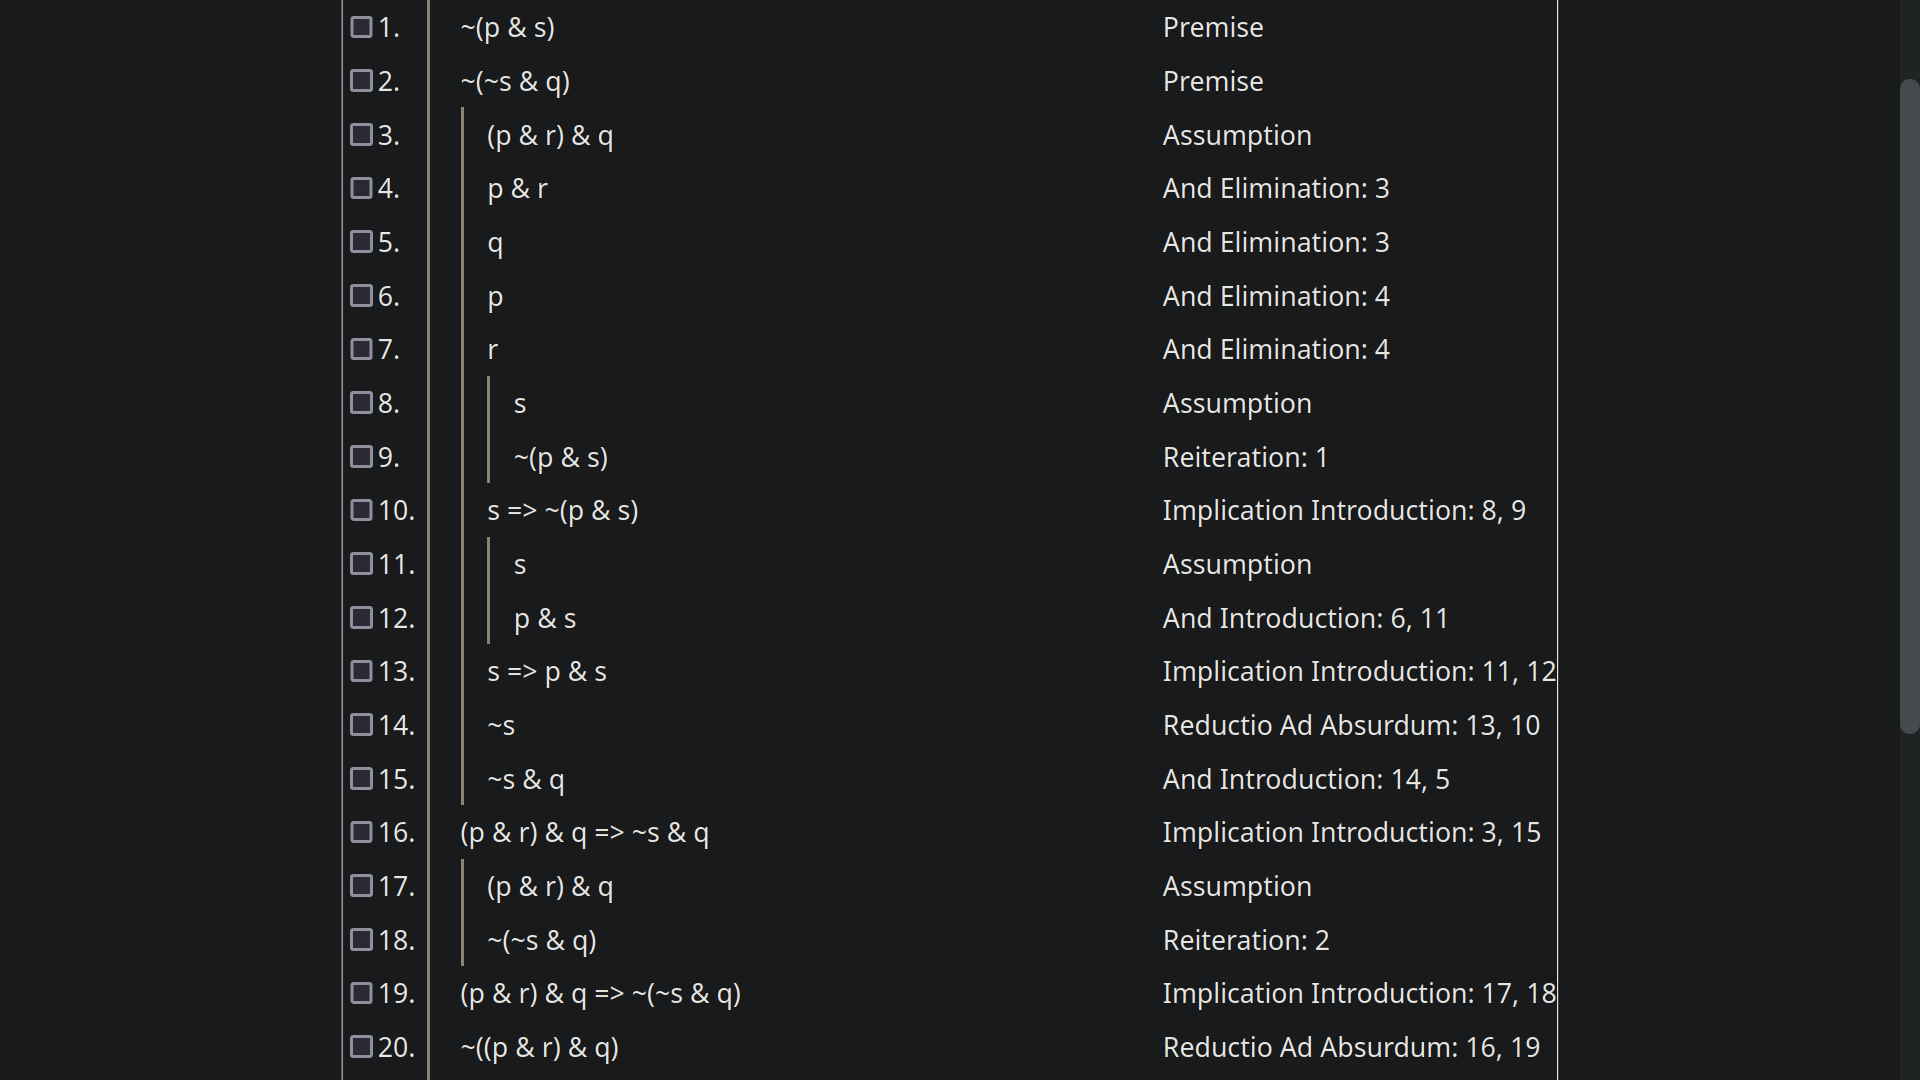 1. ~(p & s) Premise
2. ~(~s & q) Premise
3. (p & r) & q Assumption
4. p & r And Elimination: 3
5. q And Elimination: 3
6. p And Elimination: 4
7. r And Elimination: 4
8. s Assumption
9. ~(p & s) Reiteration: 1
10. s => ~(p & s) Implication Introduction: 8, 9
11. s Assumption
12. p & s And Introduction: 6, 11
13. s => p & s Implication Introduction: 11, 12
14. ~s Reductio Ad Absurdum: 13, 10
15. ~s & q And Introduction: 14, 5
16. (p & r) & q => ~s & q Implication Introduction: 3, 15
17. (p & r) & q Assumption
18. ~(~s & q) Reiteration: 2
19. (p & r) & q => ~(~s & q) Implication Introduction: 17, 18
20. ~((p & r) & q) Reductio Ad Absurdum: 16, 19